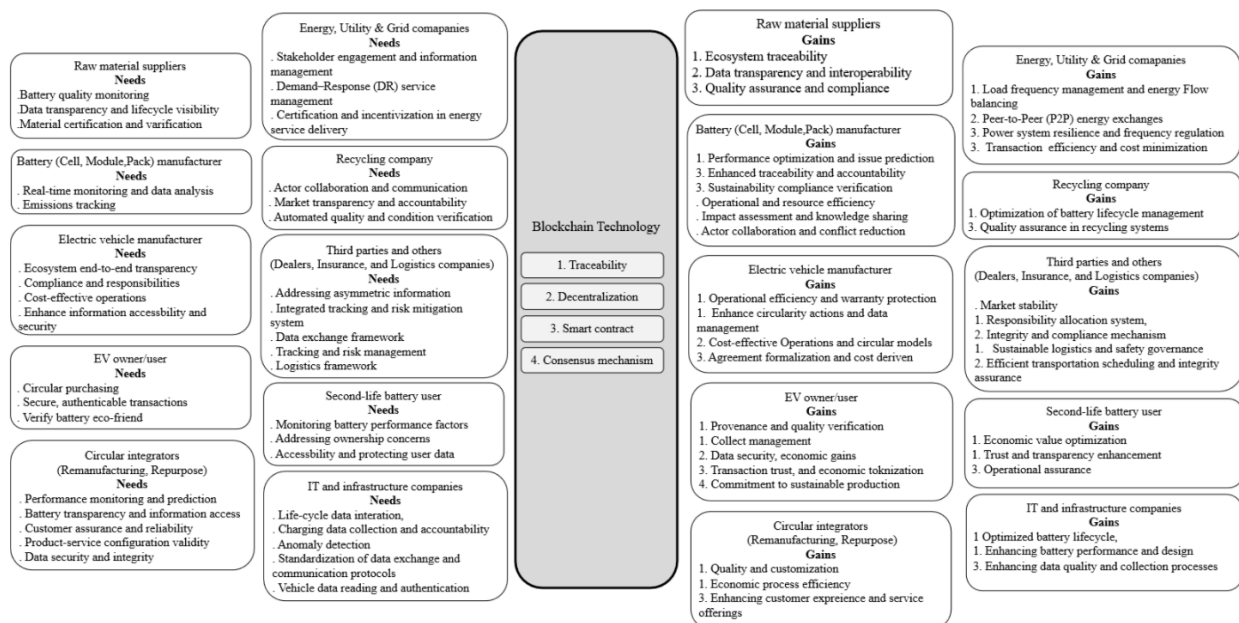 Raw material suppliers
Needs
.Battery quality monitoring
.Data transparency and lifecycle visibility
.Material certification and varification
Battery (Cell, Module,Pack) manufacturer
Needs
. Real-time monitoring and data analysis
. Emissions tracking
Electric vehicle manufacturer
Needs
. Ecosystem end-to-end transparency
. Compliance and responsibilities
. Cost-effective operations
. Enhance information accessbility and
security
EV owner/user
Needs
. Circular purchasing
. Secure, authenticable transactions
. Verify battery eco-friend
Circular integrators
(Remanufacturing, Repurpose)
Needs
. Performance monitoring and prediction
. Battery transparency and information access
. Customer assurance and reliability
. Product-service configuration validity
. Data security and integrity
Energy, Utility & Grid comapanies
Needs
. Stakeholder engagement and information
management
. Demand–Response (DR) service
management
. Certification and incentivization in energy
service delivery
Recycling company
Needs
. Actor collaboration and communication
. Market transparency and accountability
. Automated quality and condition verification
Third parties and others
(Dealers, Insurance, and Logistics companies)
Needs
. Addressing asymmetric information
. Integrated tracking and risk mitigation
system
. Data exchange framework
. Tracking and risk management
. Logistics framework
Second-life battery user
Needs
. Monitoring battery performance factors
. Addressing ownership concerns
. Accessbility and protecting user data
IT and infrastructure companies
Needs
. Life-cycle data interation,
. Charging data collection and accountability
. Anomaly detection
. Standardization of data exchange and
communication protocols
. Vehicle data reading and authentication
Blockchain Technology
1. Traceability
2. Decentralization
3. Smart contract
4. Consensus mechanism
Raw material suppliers
Gains
1. Ecosystem traceability
2. Data transparency and interoperability
3. Quality assurance and compliance
Battery (Cell, Module,Pack) manufacturer
Gains
1. Performance optimization and issue prediction
3. Enhanced traceability and accountability
3. Sustainability compliance verification
. Operational and resource efficiency
. Impact assessment and knowledge sharing
. Actor collaboration and conflict reduction
Electric vehicle manufacturer
Gains
1. Operational efficiency and warranty protection
1. Enhance circularity actions and data
management
2. Cost-effective Operations and circular models
3. Agreement formalization and cost deriven
EV owner/user
Gains
1. Provenance and quality verification
1. Collect management
2. Data security, economic gains
3. Transaction trust, and economic toknization
4. Commitment to sustainable production
Circular integrators
(Remanufacturing, Repurpose)
Gains
1. Quality and customization
1. Economic process efficiency
3. Enhancing customer expreience and service
offerings
Energy, Utility & Grid comapanies
Gains
1. Load frequency management and energy Flow
balancing
2. Peer-to-Peer (P2P) energy exchanges
3. Power system resilience and frequency regulation
3. Transaction efficiency and cost minimization
Recycling company
Gains
1. Optimization of battery lifecycle management
3. Quality assurance in recycling systems
Third parties and others
(Dealers, Insurance, and Logistics companies)
Gains
. Market stability
1. Responsibility allocation system,
2. Integrity and compliance mechanism
1. Sustainable logistics and safety governance
2. Efficient transportation scheduling and integrity
assurance
Second-life battery user
Gains
1. Economic value optimization
1. Trust and transparency enhancement
3. Operational assurance
IT and infrastructure companies
Gains
1 Optimized battery lifecycle,
1. Enhancing battery performance and design
3. Enhancing data quality and collection processes